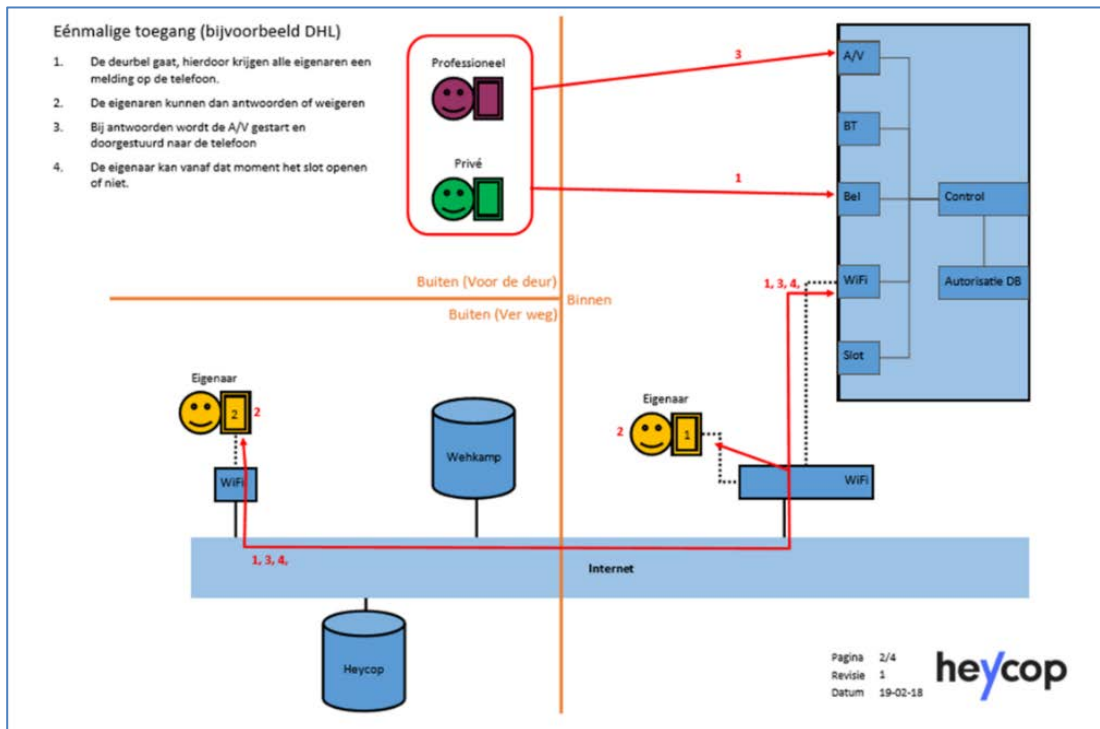 Eénmalige toegang (bijvoorbeeld DHL)
1. De deurbel gaat, hierdoor krijgen alle eigenaren een
melding op de telefoon.
2. De eigenaren kunnen dan antwoorden of weigeren
3. Bij antwoorden wordt de A/V gestart en
doorgestuurd naar de telefoon
4. De eigenaar kan vanaf dat moment het slot openen
of niet.
Professioneel
Privé
3
1
A/V
BT
Bel
Control
WiFi
Autorisatie DB
Slot
1, 3, 4,
Buiten (Voor de deur)
Binnen
Buiten (Ver weg)
Eigenaar
2
2
WiFi
Wehkamp
Eigenaar
2
1
WiFi
1, 3, 4,
Internet
Heycop
Pagina 2/4
Revisie 1
Datum 19-02-18
heycop